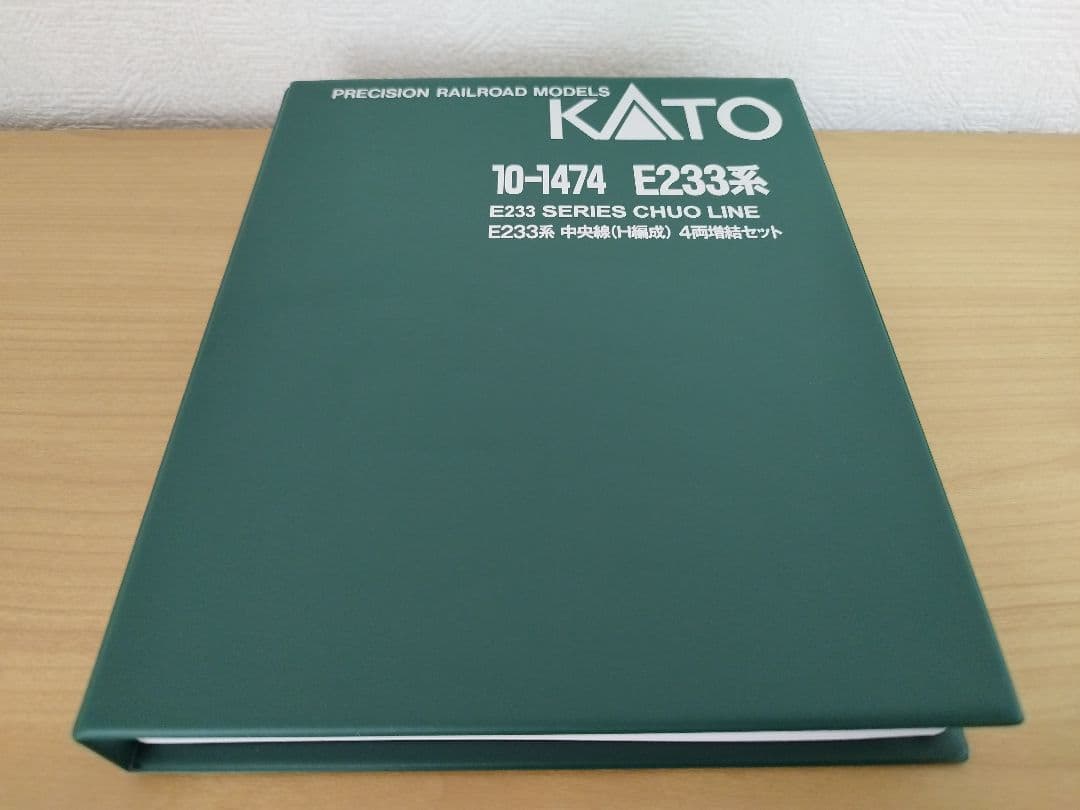 PRECISION RAILROAD MODELS
KATO
10-1474 E233系
E233 SERIES CHUO LINE
E233系 中央線(H編成) 4両増結セット